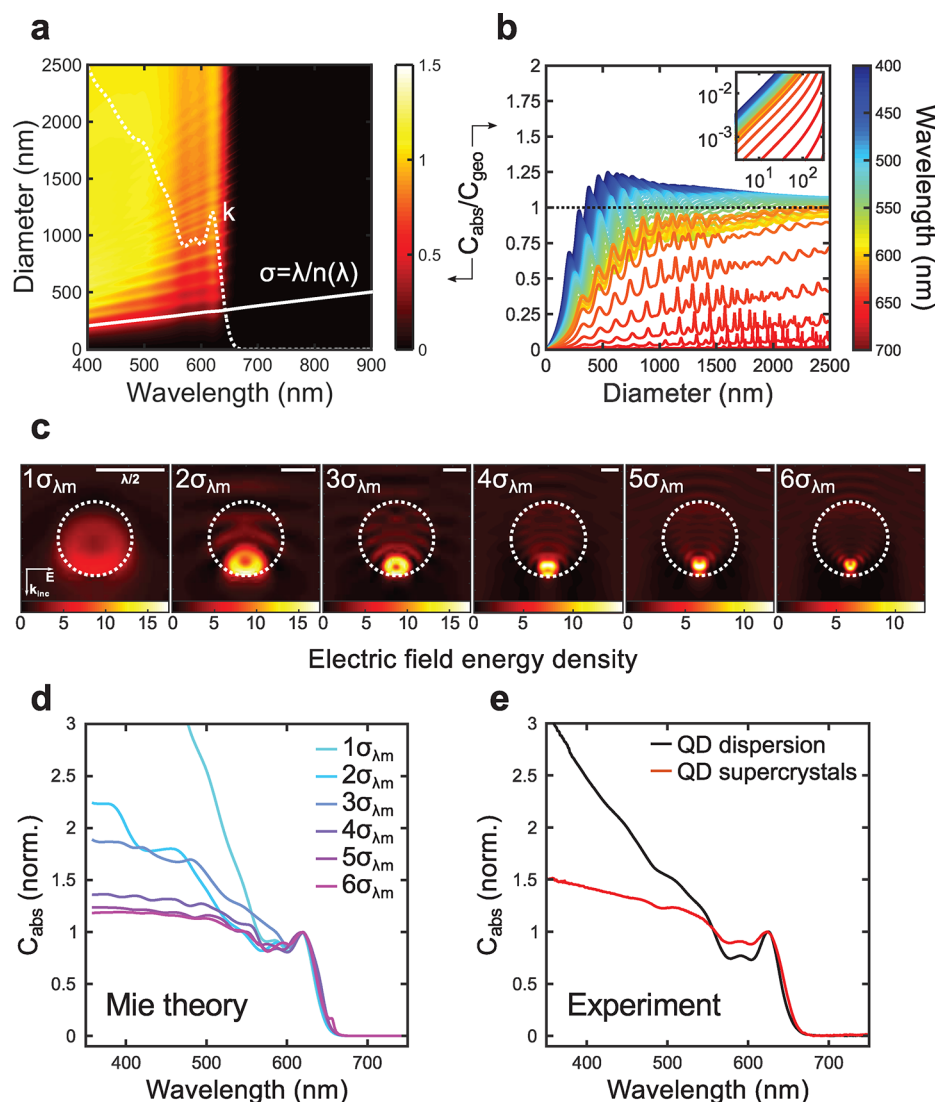 a
2500
2000
1500
1000
500
0
Diameter (nm)
400 500 600 700 800 900
Wavelength (nm)
k
σ=λ/n(λ)
1.5
1
0.5
0
C_abs/C_geo
b
2
1.75
1.5
1.25
1
0.75
0.5
0.25
0
0 500 1000 1500 2000 2500
Diameter (nm)
10⁻²
10⁻³
10¹ 10²
400
450
500
550
600
650
700
Wavelength (nm)
c
1σλm λ/2
E
k_inc
2σλm
3σλm
4σλm
5σλm
6σλm
0 5 10 15
0 5 10 15
0 5 10 15
0 5 10
0 5 10
0 5 10
Electric field energy density
d
3
2.5
2
1.5
1
0.5
0
C_abs (norm.)
1σλm
2σλm
3σλm
4σλm
5σλm
6σλm
Mie theory
400 500 600 700
Wavelength (nm)
e
3
2.5
2
1.5
1
0.5
0
C_abs (norm.)
QD dispersion
QD supercrystals
Experiment
400 500 600 700
Wavelength (nm)